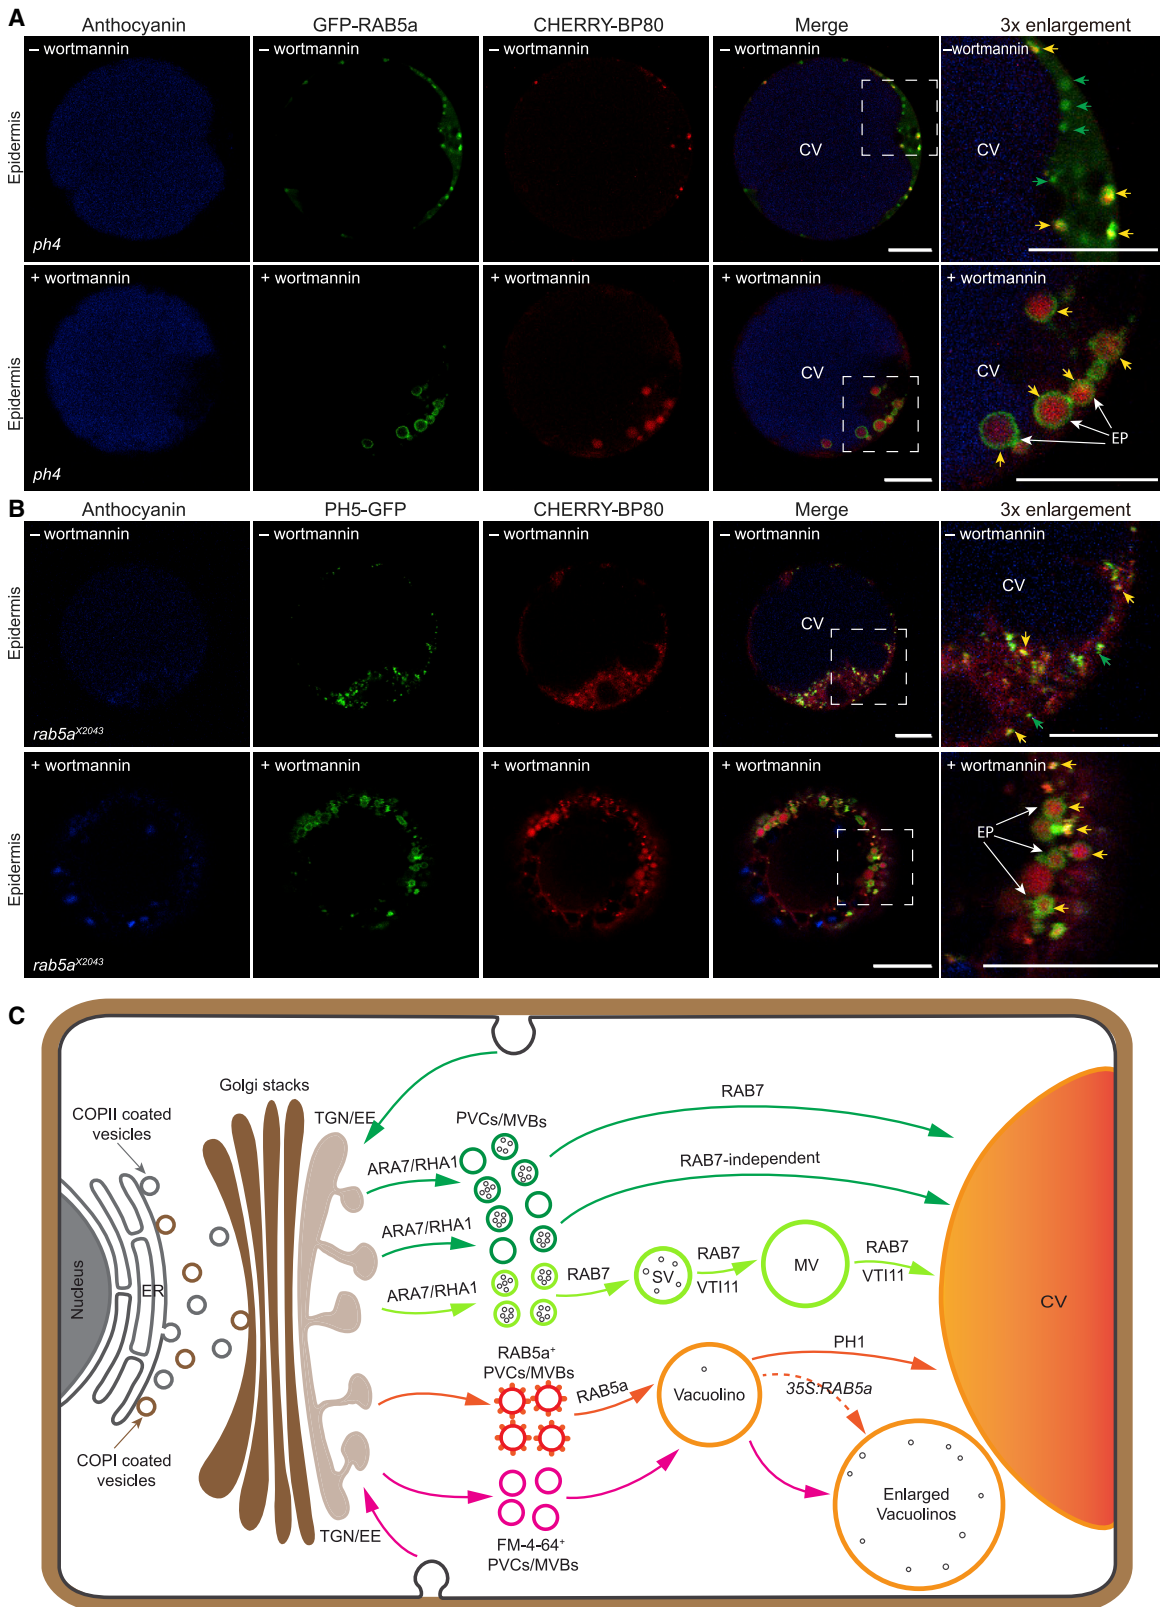 A
Anthocyanin GFP-RAB5a CHERRY-BP80 Merge 3x enlargement
– wortmannin – wortmannin – wortmannin – wortmannin –wortmannin
Epidermis
CV CV
ph4
+ wortmannin + wortmannin + wortmannin + wortmannin + wortmannin
Epidermis
CV CV
EP
ph4
B
Anthocyanin PH5-GFP CHERRY-BP80 Merge 3x enlargement
– wortmannin – wortmannin – wortmannin – wortmannin – wortmannin
Epidermis
CV CV
rab5aX2043
+ wortmannin + wortmannin + wortmannin + wortmannin + wortmannin
Epidermis
EP
rab5aX2043
C
Golgi stacks
COPII coated
vesicles
TGN/EE
PVCs/MVBs
RAB7
ARA7/RHA1
RAB7-independent
ARA7/RHA1
ARA7/RHA1
RAB7
SV
RAB7
VTI11
MV
RAB7
VTI11
Nucleus
ER
CV
RAB5a+
PVCs/MVBs
RAB5a
Vacuolino
PH1
35S:RAB5a
COPI coated
vesicles
Enlarged
Vacuolinos
TGN/EE
FM-4-64+
PVCs/MVBs